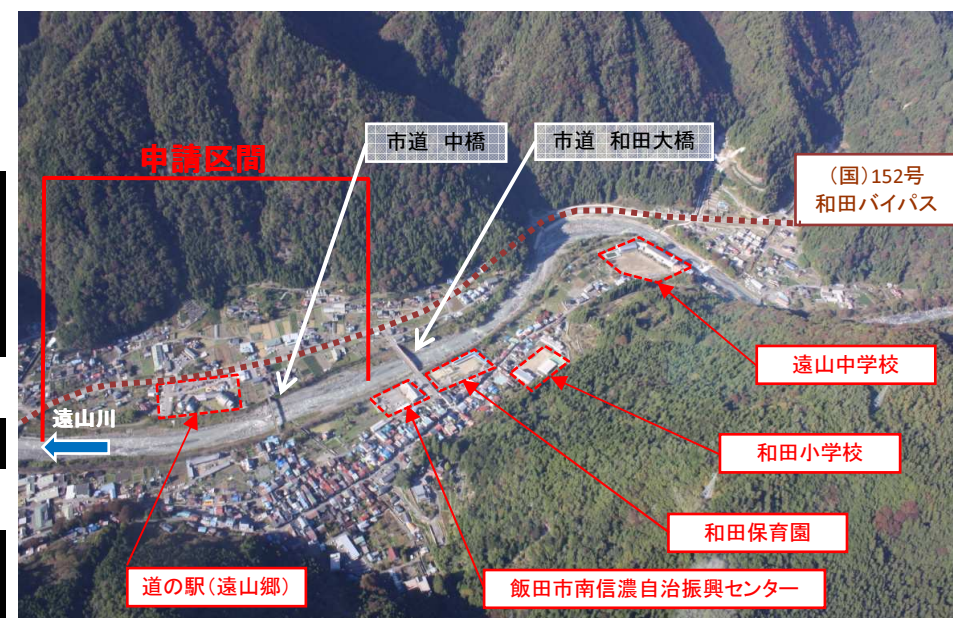 申請区間
市道 中橋
市道 和田大橋
(国)152号
和田バイパス
遠山中学校
遠山川
和田小学校
和田保育園
道の駅(遠山郷)
飯田市南信濃自治振興センター